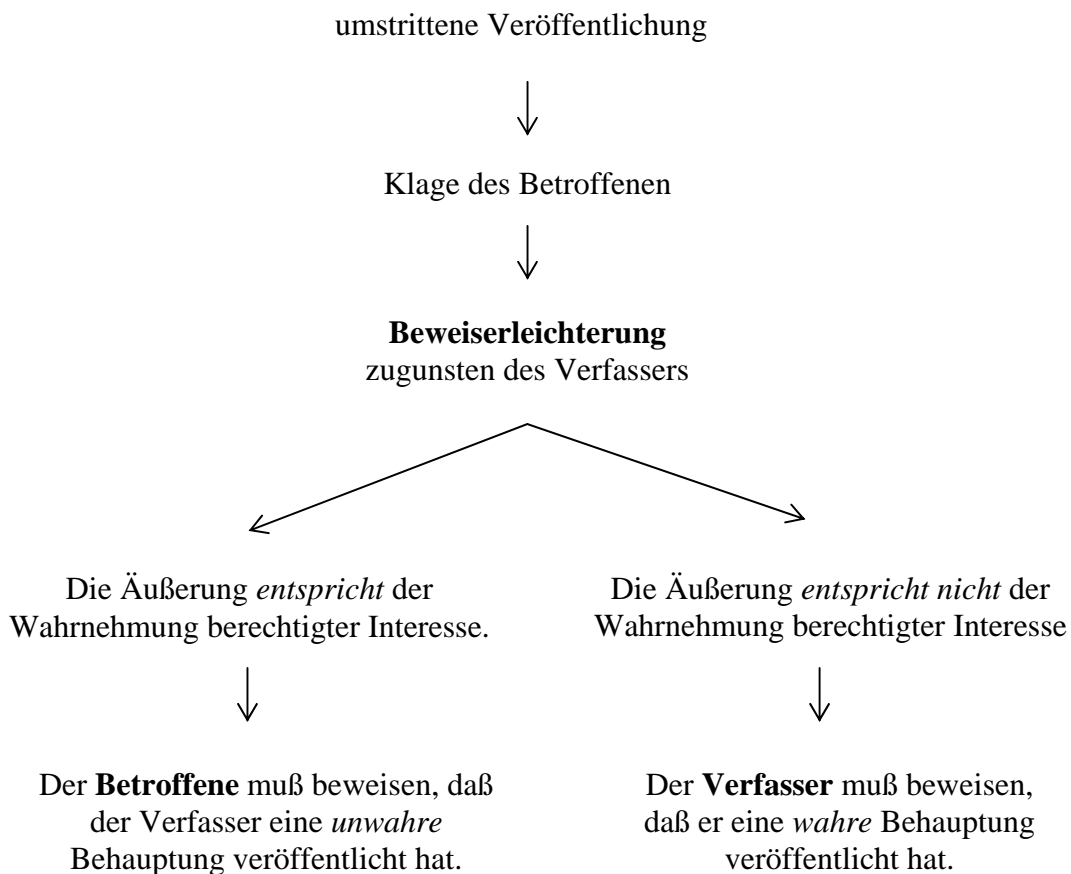 umstrittene Veröffentlichung
Klage des Betroffenen
Beweiserleichterung
zugunsten des Verfassers
Die Äußerung entspricht der
Wahrnehmung berechtigter Interesse.
Die Äußerung entspricht nicht der
Wahrnehmung berechtigter Interesse
Der Betroffene muß beweisen, daß
der Verfasser eine unwahre
Behauptung veröffentlicht hat.
Der Verfasser muß beweisen,
daß er eine wahre Behauptung
veröffentlicht hat.